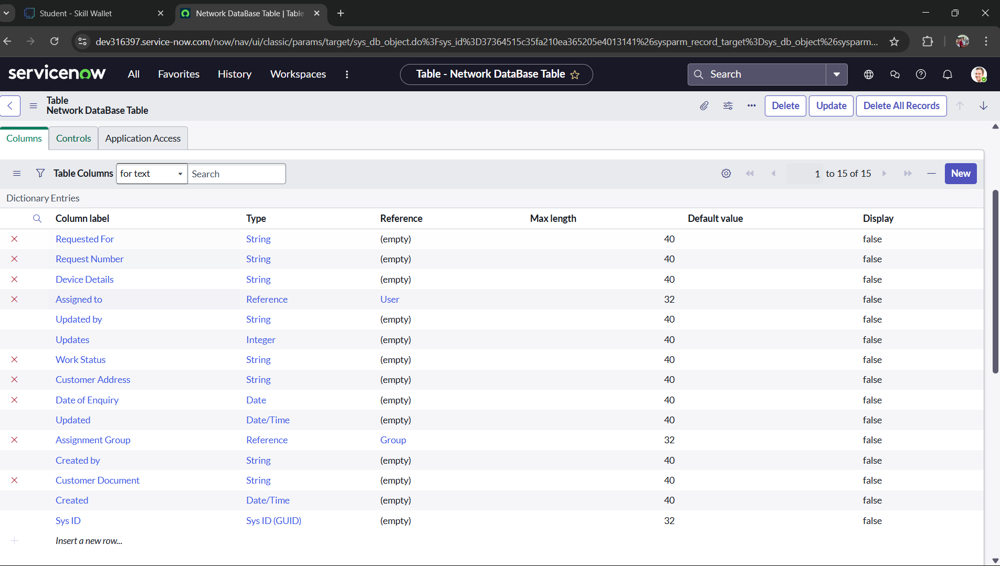 Student - Skill Wallet
Network DataBase Table | Table
dev316397.service-now.com/now/nav/ui/classic/params/target/sys_db_object.do%3Fsys_id%3D37364515c35fa210ea365205e4013141%26sysparm_record_target%3Dsys_db_object%26sysparm...
servicenow All Favorites History Workspaces Table - Network DataBase Table Search
Table
Network DataBase Table
Delete Update Delete All Records
Columns Controls Application Access
Table Columns for text Search 1 to 15 of 15 New
Dictionary Entries
Column label Type Reference Max length Default value Display
Requested For String (empty) 40 false
Request Number String (empty) 40 false
Device Details String (empty) 40 false
Assigned to Reference User 32 false
Updated by String (empty) 40 false
Updates Integer (empty) 40 false
Work Status String (empty) 40 false
Customer Address String (empty) 40 false
Date of Enquiry Date (empty) 40 false
Updated Date/Time (empty) 40 false
Assignment Group Reference Group 32 false
Created by String (empty) 40 false
Customer Document String (empty) 40 false
Created Date/Time (empty) 40 false
Sys ID Sys ID (GUID) (empty) 32 false
Insert a new row...